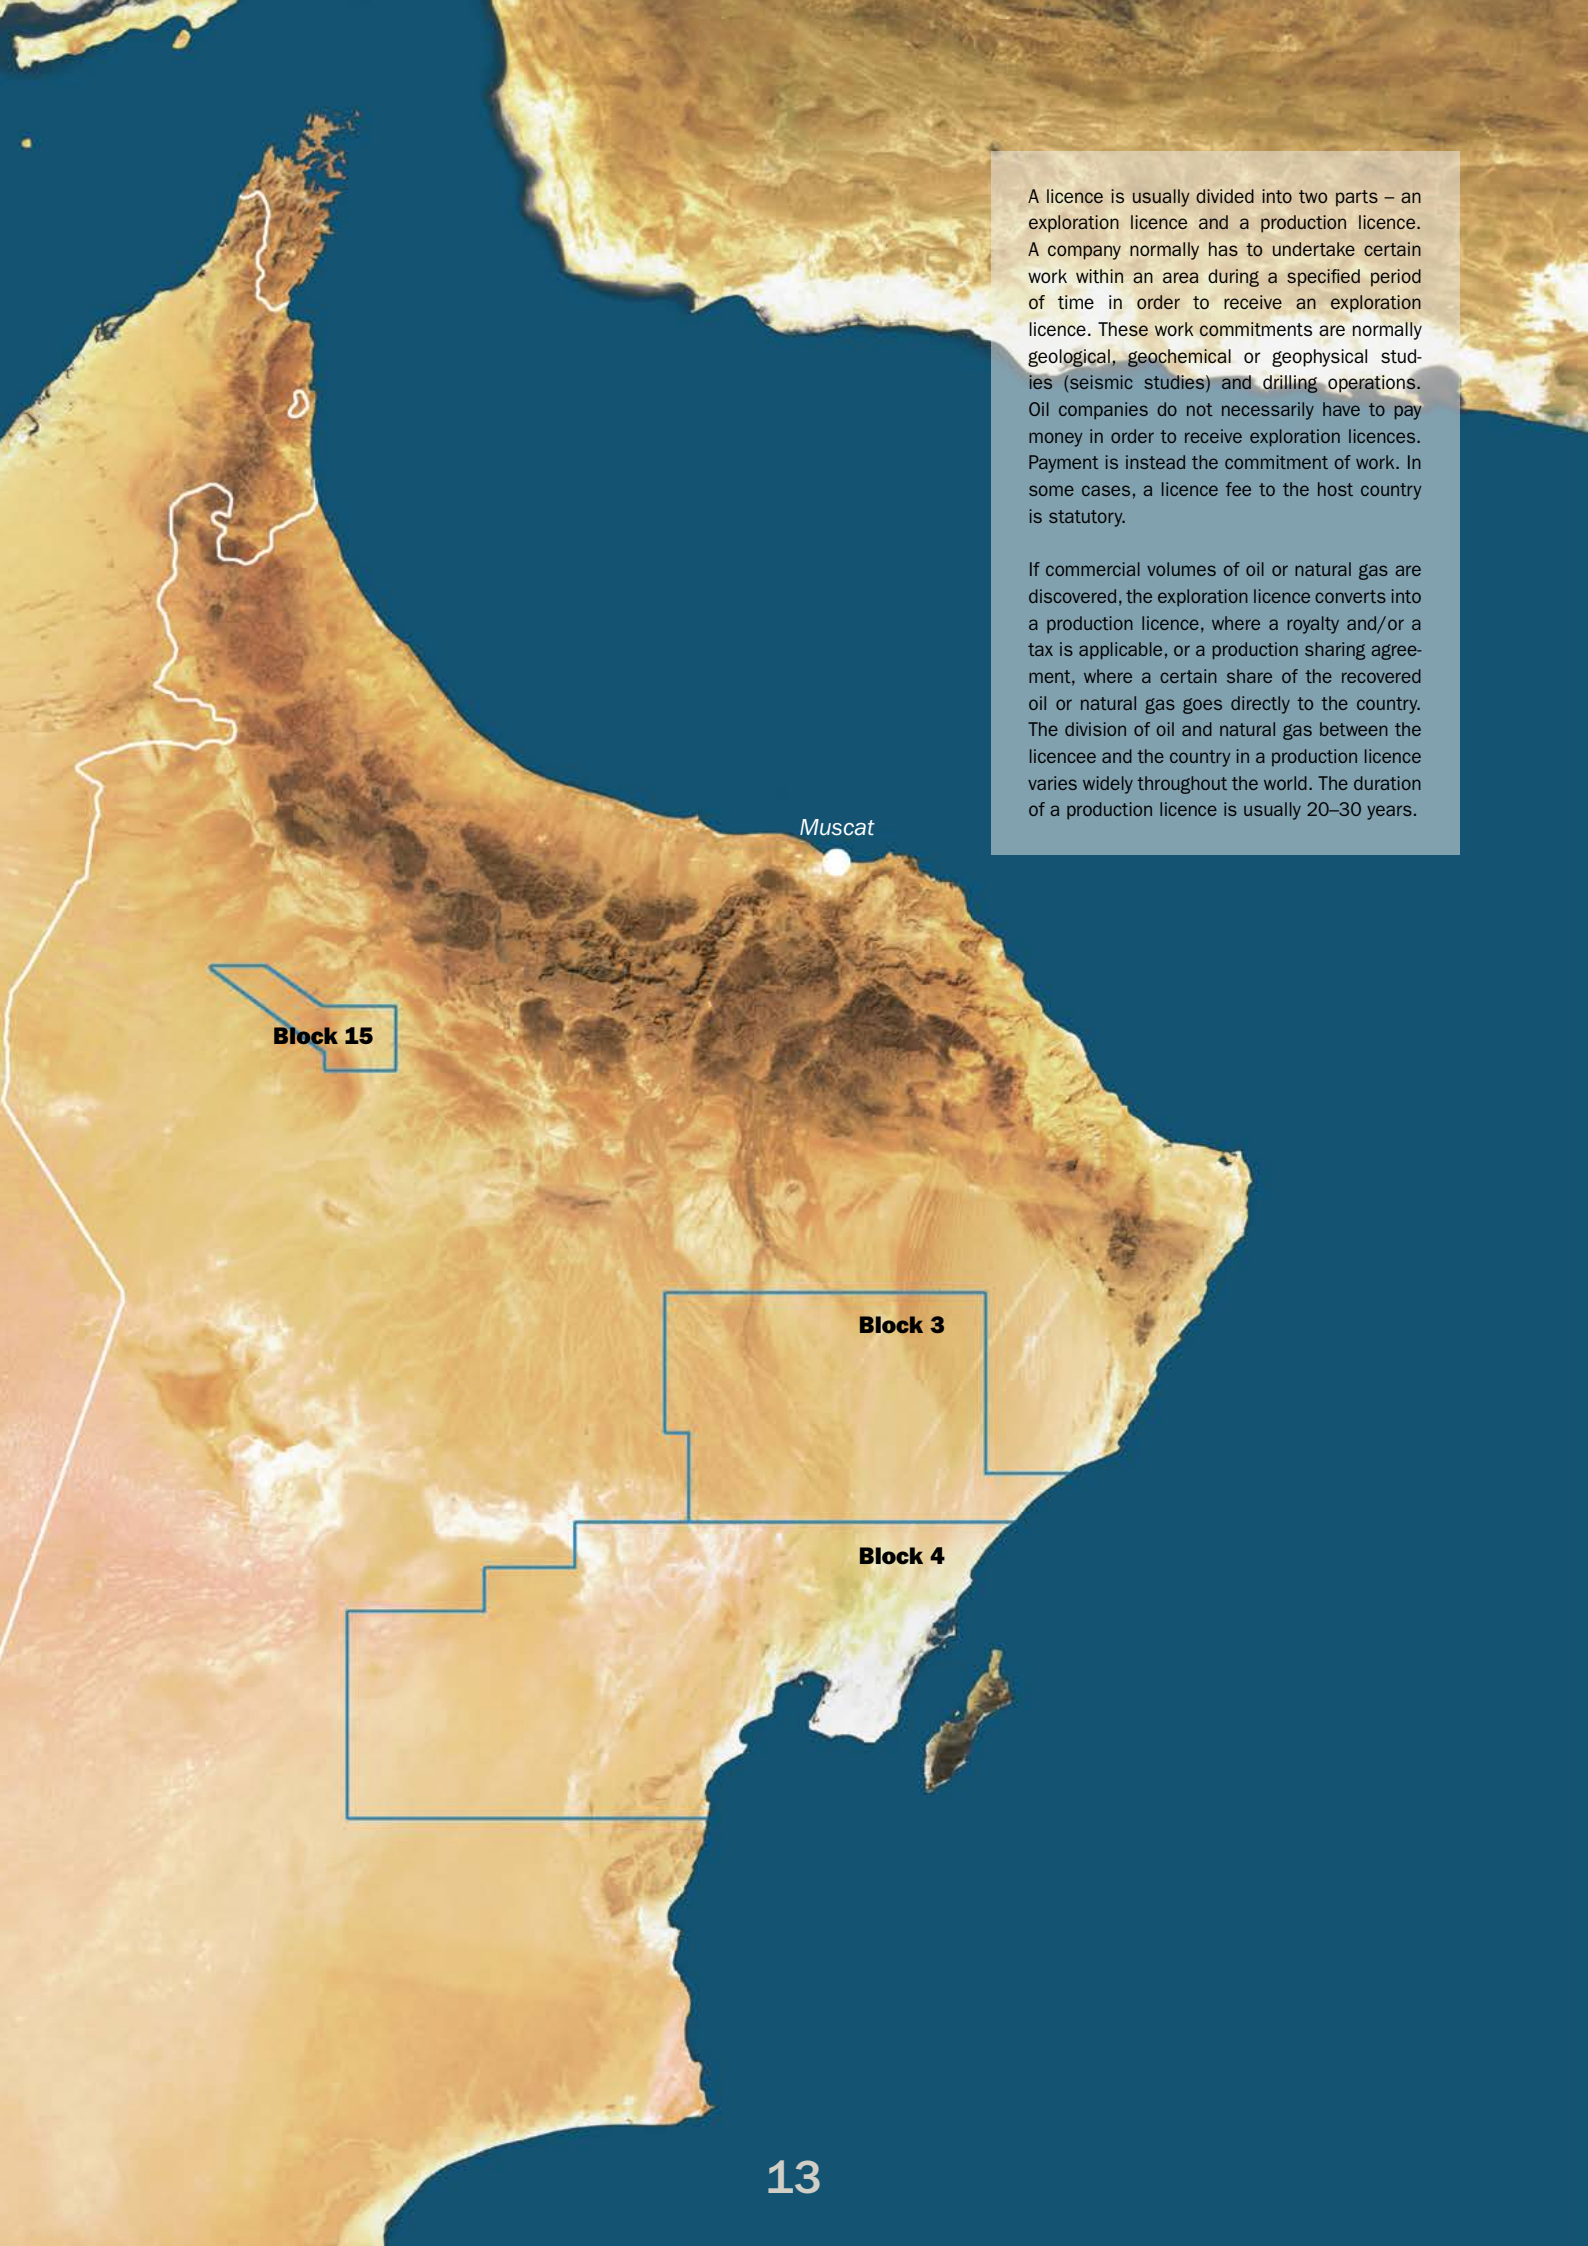 A licence is usually divided into two parts – an
exploration licence and a production licence.
A company normally has to undertake certain
work within an area during a specified period
of time in order to receive an exploration
licence. These work commitments are normally
geological, geochemical or geophysical stud-
ies (seismic studies) and drilling operations.
Oil companies do not necessarily have to pay
money in order to receive exploration licences.
Payment is instead the commitment of work. In
some cases, a licence fee to the host country
is statutory.
If commercial volumes of oil or natural gas are
discovered, the exploration licence converts into
a production licence, where a royalty and/or a
tax is applicable, or a production sharing agree-
ment, where a certain share of the recovered
oil or natural gas goes directly to the country.
The division of oil and natural gas between the
licencee and the country in a production licence
varies widely throughout the world. The duration
of a production licence is usually 20–30 years.
Muscat
Block 15
Block 3
Block 4
13